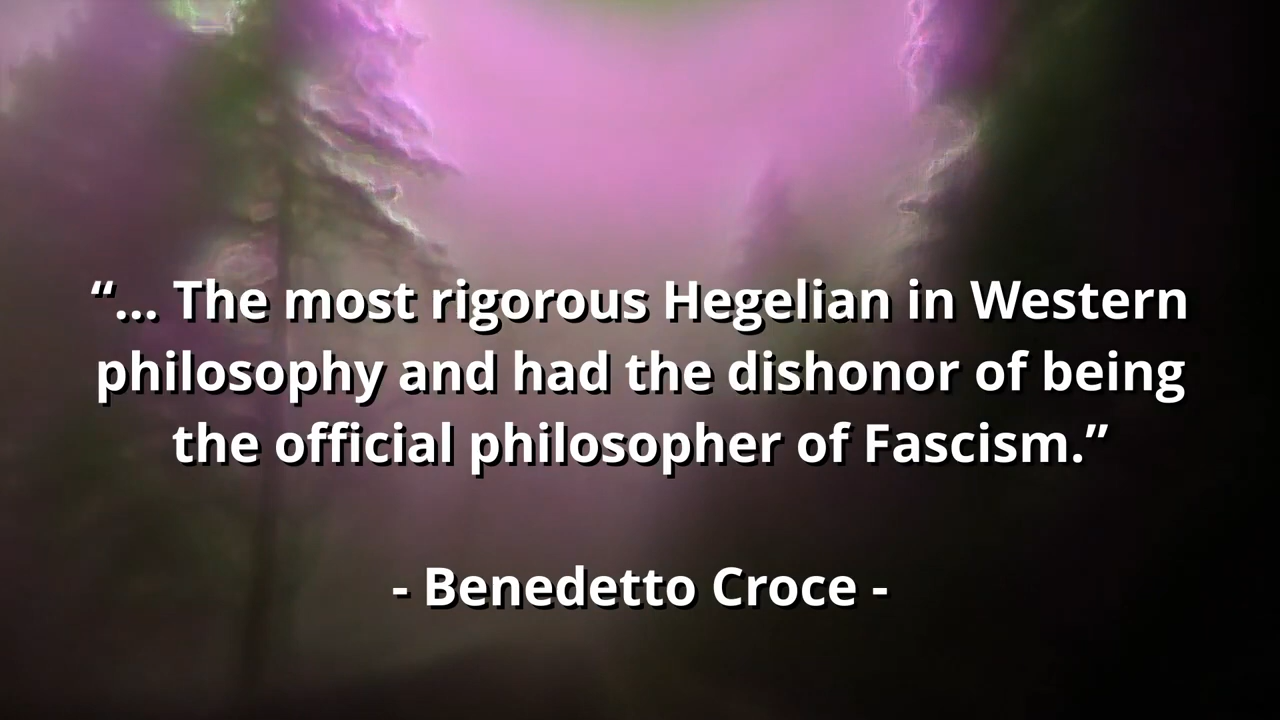 “... The most rigorous Hegelian in Western
philosophy and had the dishonor of being
the official philosopher of Fascism.”
- Benedetto Croce -